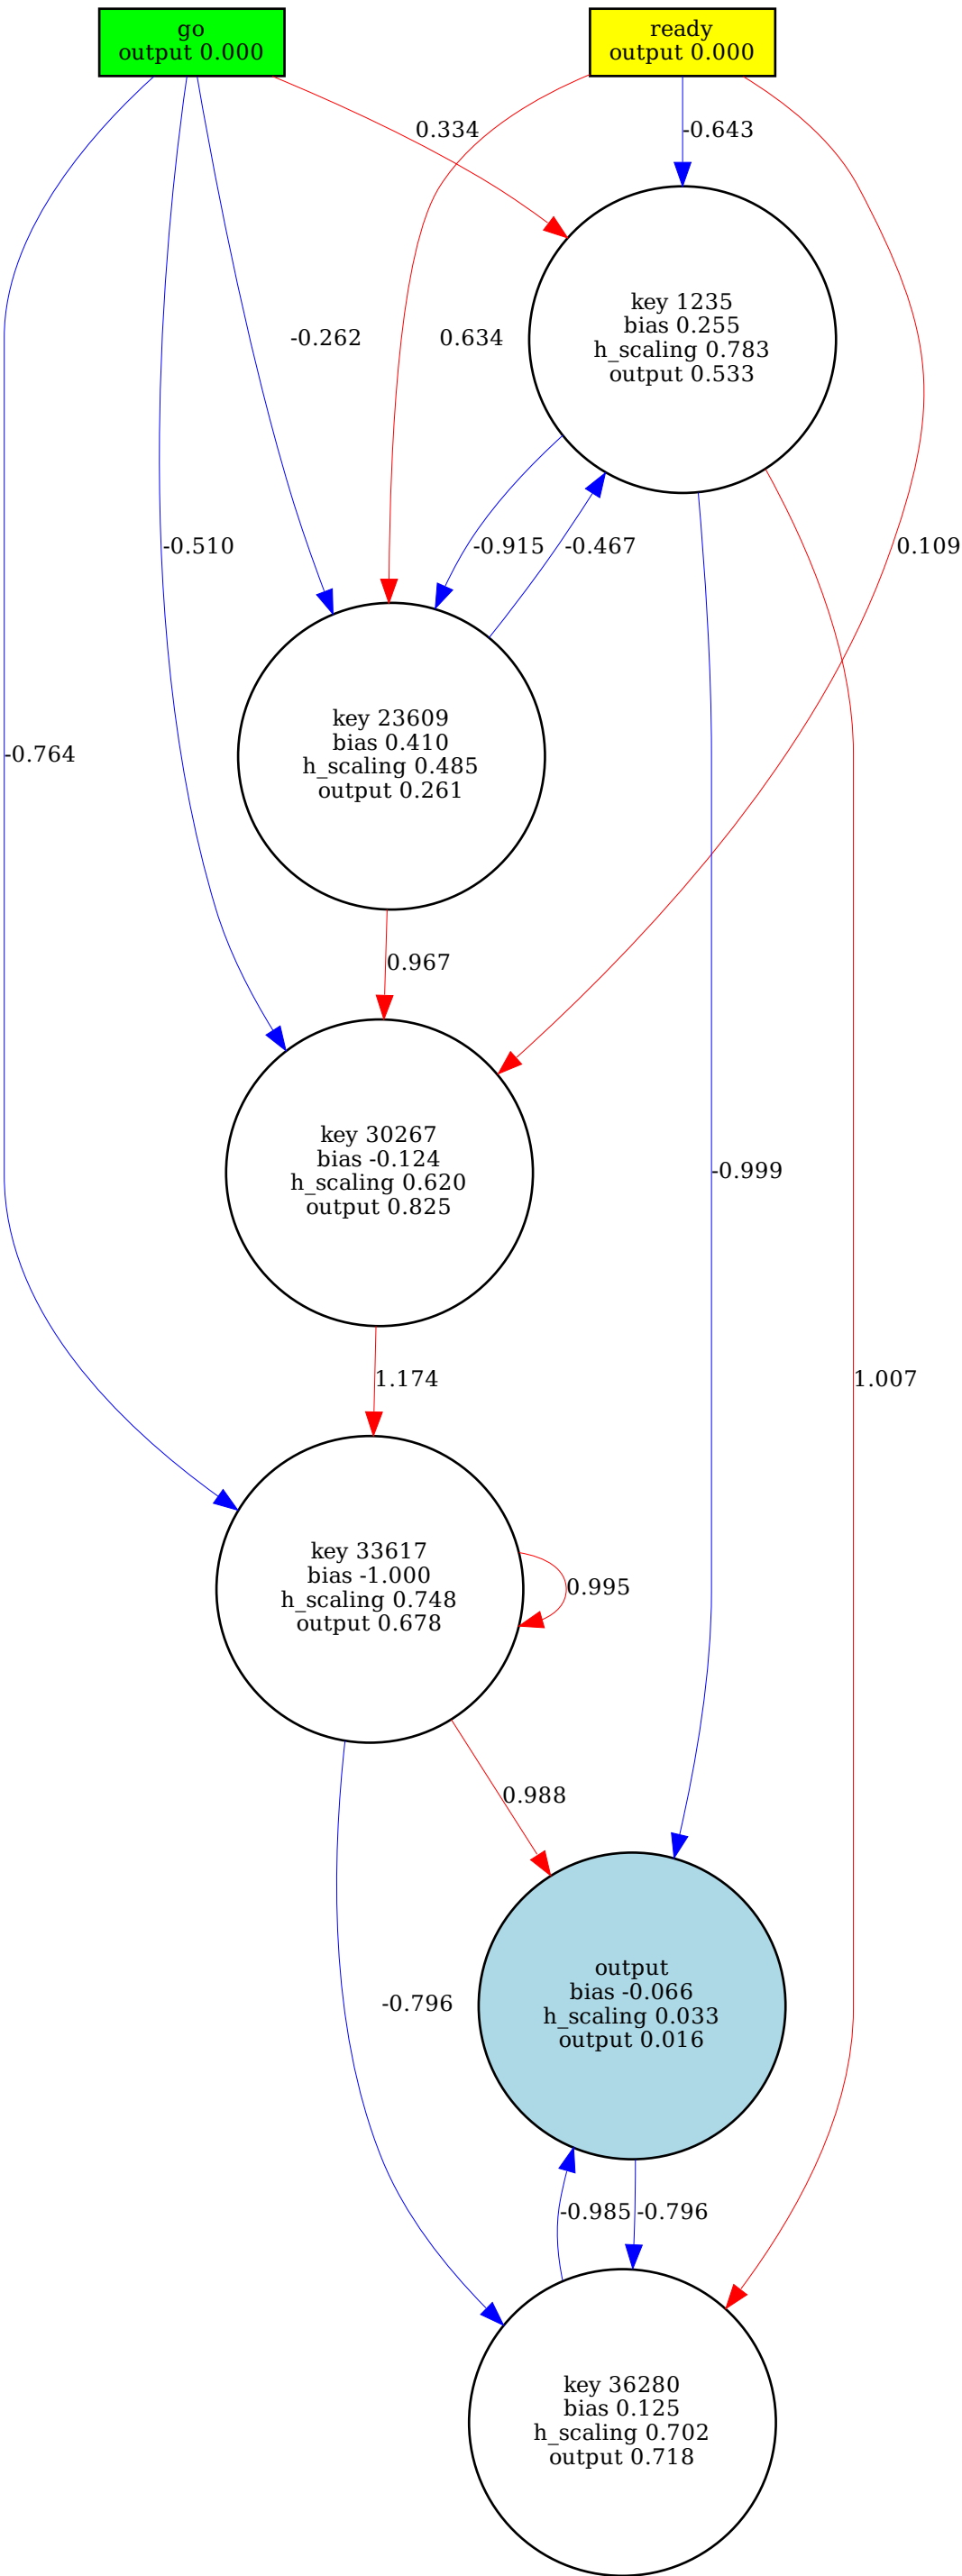 go
output 0.000
ready
output 0.000
0.334
-0.643
key 1235
bias 0.255
h_scaling 0.783
output 0.533
-0.262
0.634
-0.510
-0.915
-0.467
0.109
key 23609
bias 0.410
h_scaling 0.485
output 0.261
-0.764
0.967
key 30267
bias -0.124
h_scaling 0.620
output 0.825
-0.999
1.174
1.007
key 33617
bias -1.000
h_scaling 0.748
output 0.678
0.995
0.988
output
bias -0.066
h_scaling 0.033
output 0.016
-0.796
-0.985
-0.796
key 36280
bias 0.125
h_scaling 0.702
output 0.718